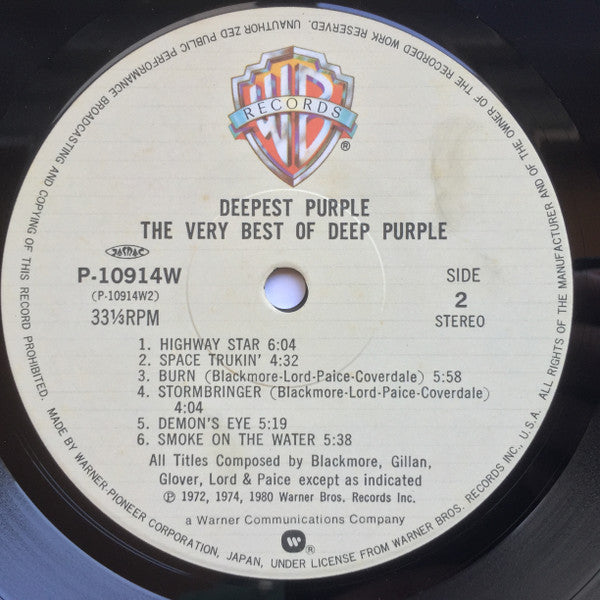 UNAUTHORIZED PUBLIC PERFORMANCE BROADCASTING AND COPYING OF THIS RECORD PROHIBITED.
ALL RIGHTS OF THE MANUFACTURER AND OF THE OWNER OF THE RECORDED WORK RESERVED.
WB
RECORDS
®
DEEPEST PURPLE
THE VERY BEST OF DEEP PURPLE
P-10914W
(P-10914W2)
33⅓RPM
SIDE
2
STEREO
1. HIGHWAY STAR 6:04
2. SPACE TRUKIN' 4:32
3. BURN (Blackmore-Lord-Paice-Coverdale) 5:58
4. STORMBRINGER (Blackmore-Lord-Paice-Coverdale)
4:04
5. DEMON'S EYE 5:19
6. SMOKE ON THE WATER 5:38
All Titles Composed by Blackmore, Gillan,
Glover, Lord & Paice except as indicated
℗ 1972, 1974, 1980 Warner Bros. Records Inc.
a Warner Communications Company
®
MADE BY WARNER-PIONEER CORPORATION, JAPAN, UNDER LICENSE FROM WARNER BROS. RECORDS INC., U.S.A.